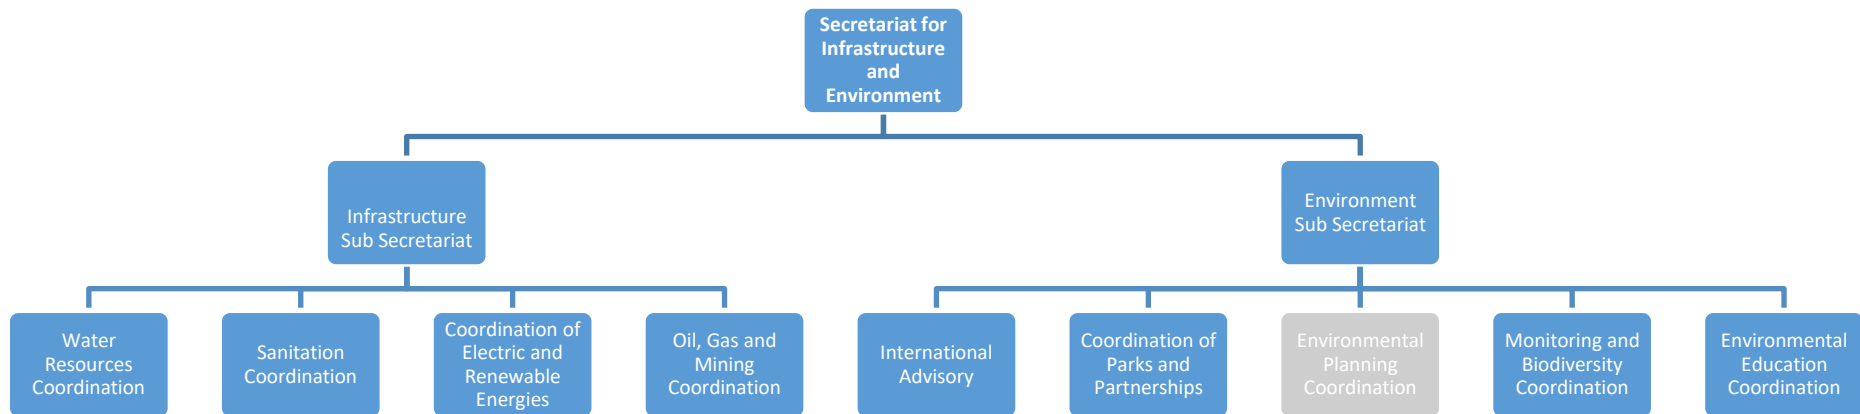 Secretariat for
Infrastructure
and
Environment
Infrastructure
Sub Secretariat
Environment
Sub Secretariat
Water
Resources
Coordination
Sanitation
Coordination
Coordination of
Electric and
Renewable
Energies
Oil, Gas and
Mining
Coordination
International
Advisory
Coordination of
Parks and
Partnerships
Environmental
Planning
Coordination
Monitoring and
Biodiversity
Coordination
Environmental
Education
Coordination